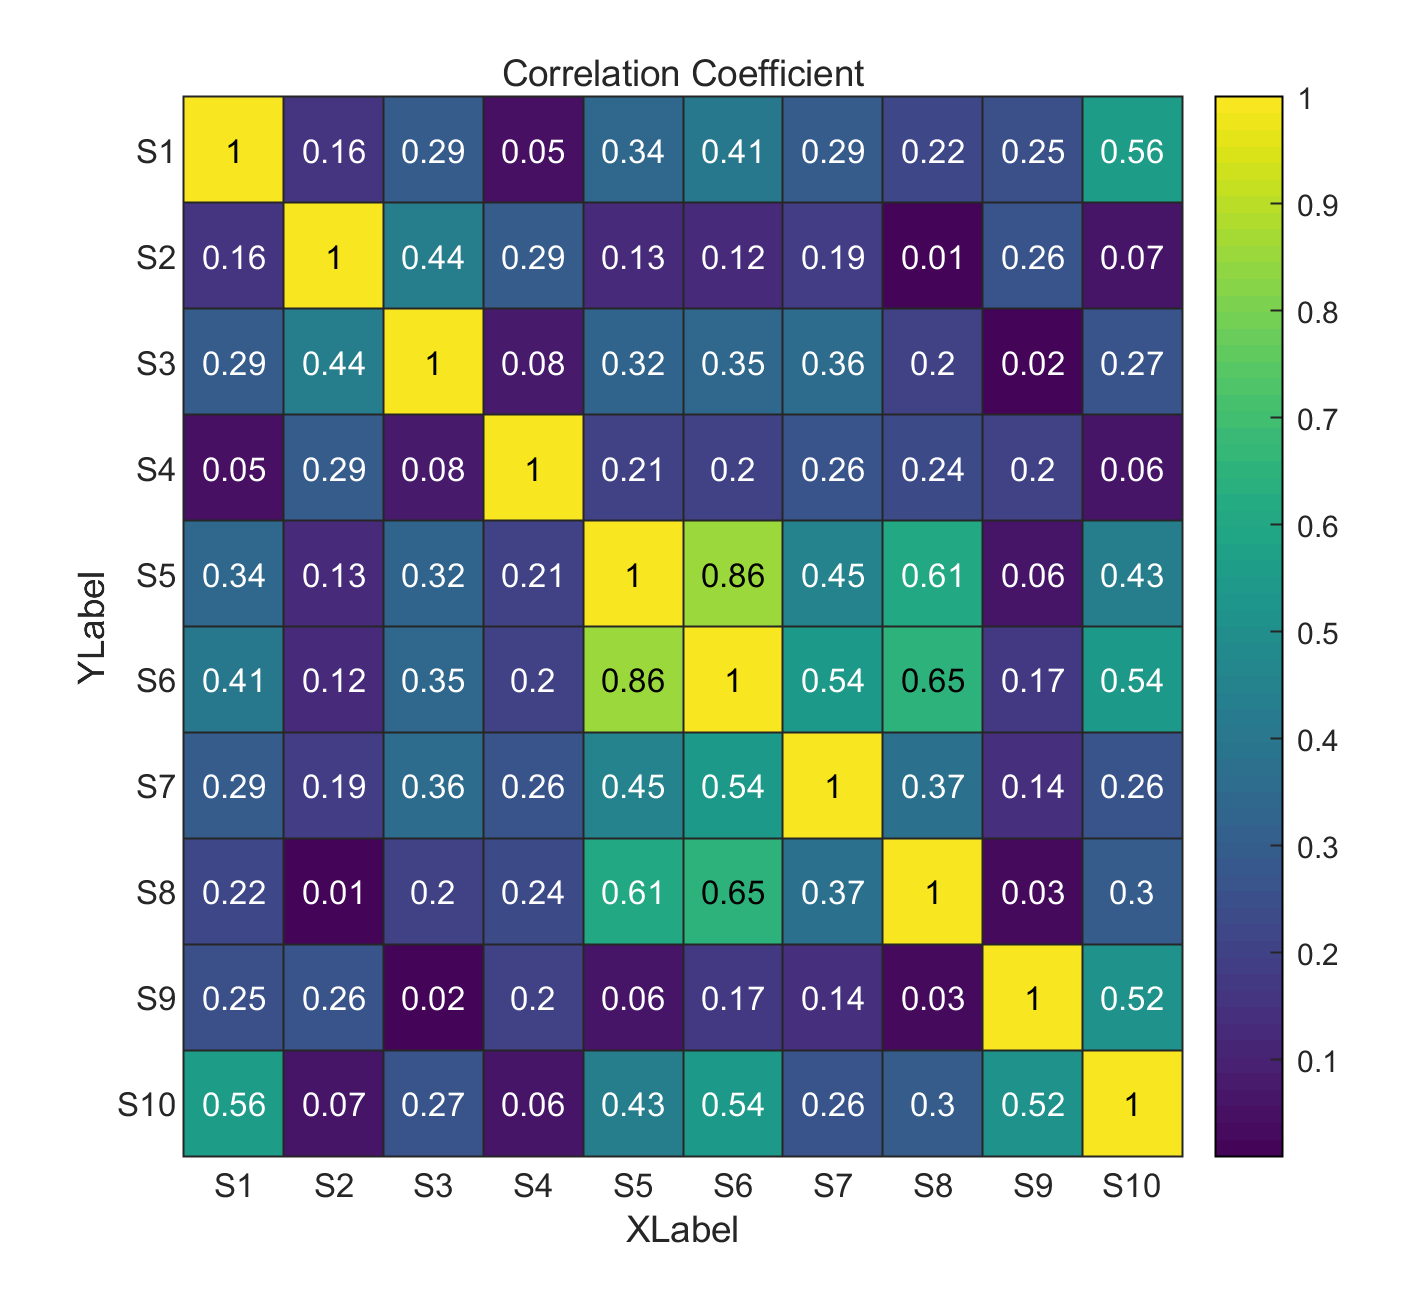 Correlation Coefficient
S1 1 0.16 0.29 0.05 0.34 0.41 0.29 0.22 0.25 0.56
S2 0.16 1 0.44 0.29 0.13 0.12 0.19 0.01 0.26 0.07
S3 0.29 0.44 1 0.08 0.32 0.35 0.36 0.2 0.02 0.27
S4 0.05 0.29 0.08 1 0.21 0.2 0.26 0.24 0.2 0.06
S5 0.34 0.13 0.32 0.21 1 0.86 0.45 0.61 0.06 0.43
S6 0.41 0.12 0.35 0.2 0.86 1 0.54 0.65 0.17 0.54
S7 0.29 0.19 0.36 0.26 0.45 0.54 1 0.37 0.14 0.26
S8 0.22 0.01 0.2 0.24 0.61 0.65 0.37 1 0.03 0.3
S9 0.25 0.26 0.02 0.2 0.06 0.17 0.14 0.03 1 0.52
S10 0.56 0.07 0.27 0.06 0.43 0.54 0.26 0.3 0.52 1
S1 S2 S3 S4 S5 S6 S7 S8 S9 S10
XLabel
YLabel
1
0.9
0.8
0.7
0.6
0.5
0.4
0.3
0.2
0.1